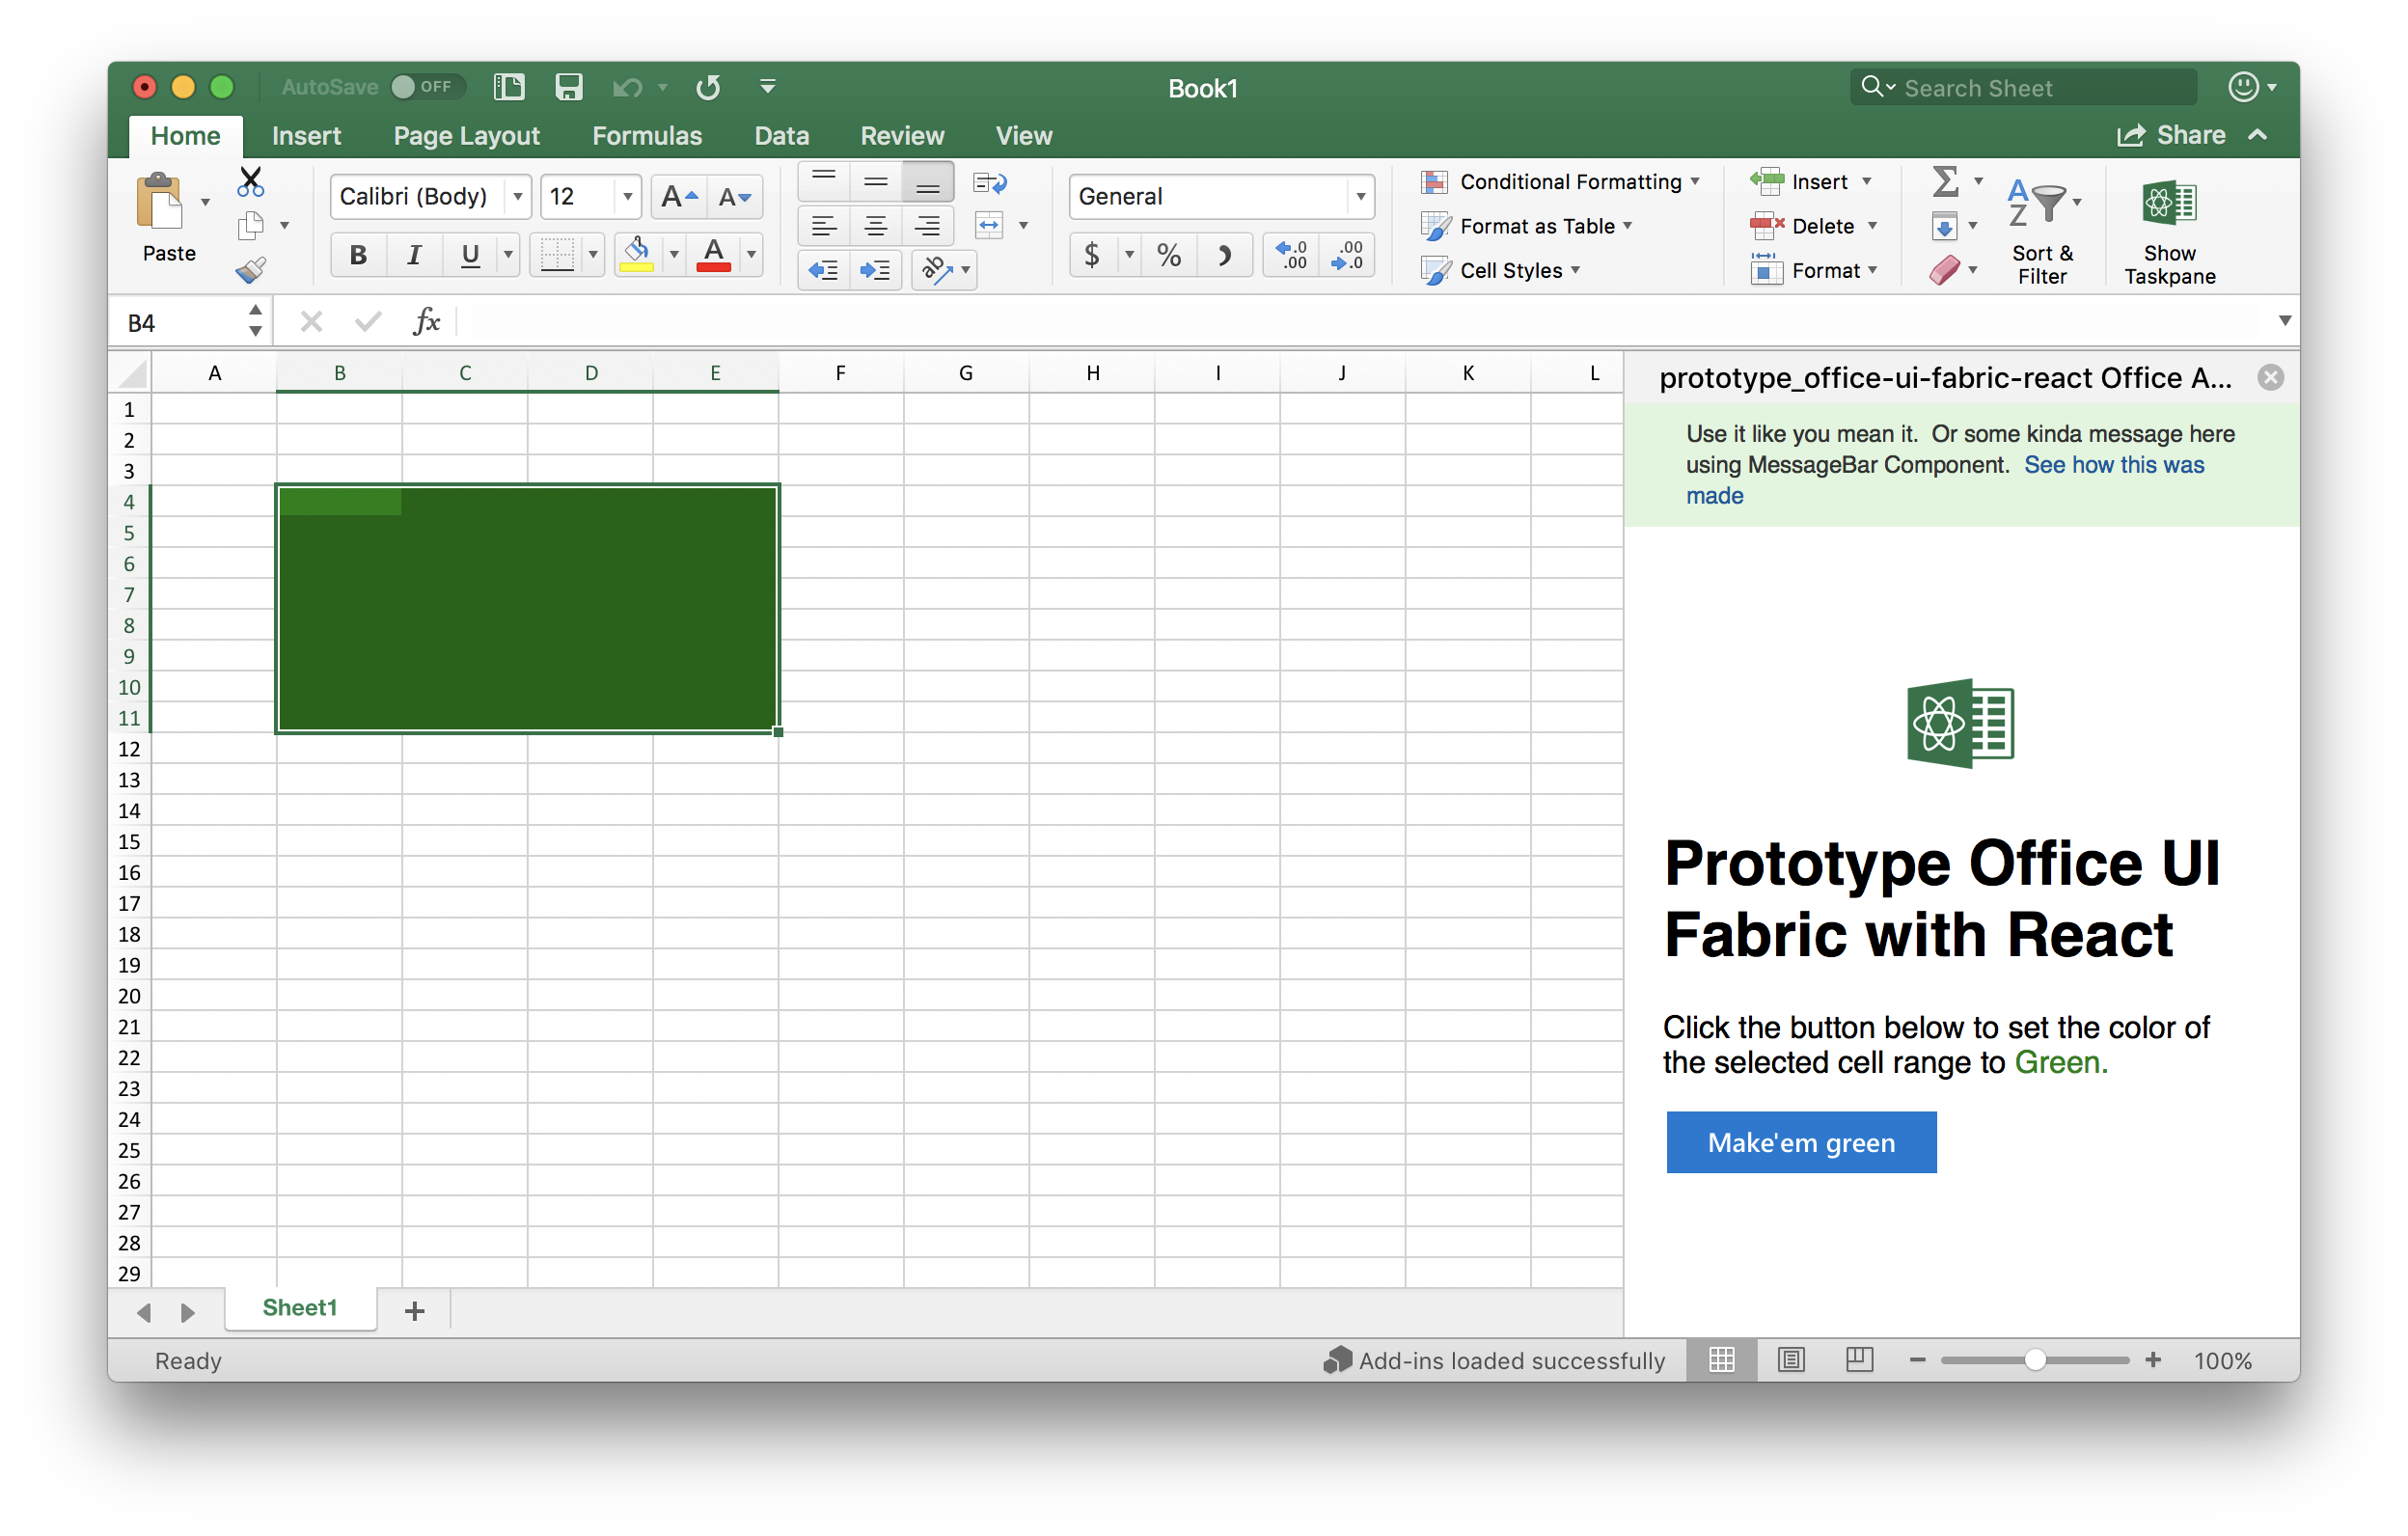 AutoSave OFF Book1 Search Sheet
Home Insert Page Layout Formulas Data Review View Share
Paste
Calibri (Body) 12 A A
B I U A
ab
General
$ % .0 .00 .00 .0
Conditional Formatting
Format as Table
Cell Styles
Insert
Delete
Format
Σ
A Z
Sort &
Filter
Show
Taskpane
B4 fx
A B C D E F G H I J K L
1
2
3
4
5
6
7
8
9
10
11
12
13
14
15
16
17
18
19
20
21
22
23
24
25
26
27
28
29
prototype_office-ui-fabric-react Office A...
Use it like you mean it. Or some kinda message here
using MessageBar Component. See how this was
made
Prototype Office UI
Fabric with React
Click the button below to set the color of
the selected cell range to Green.
Make'em green
Sheet1 +
Ready Add-ins loaded successfully 100%